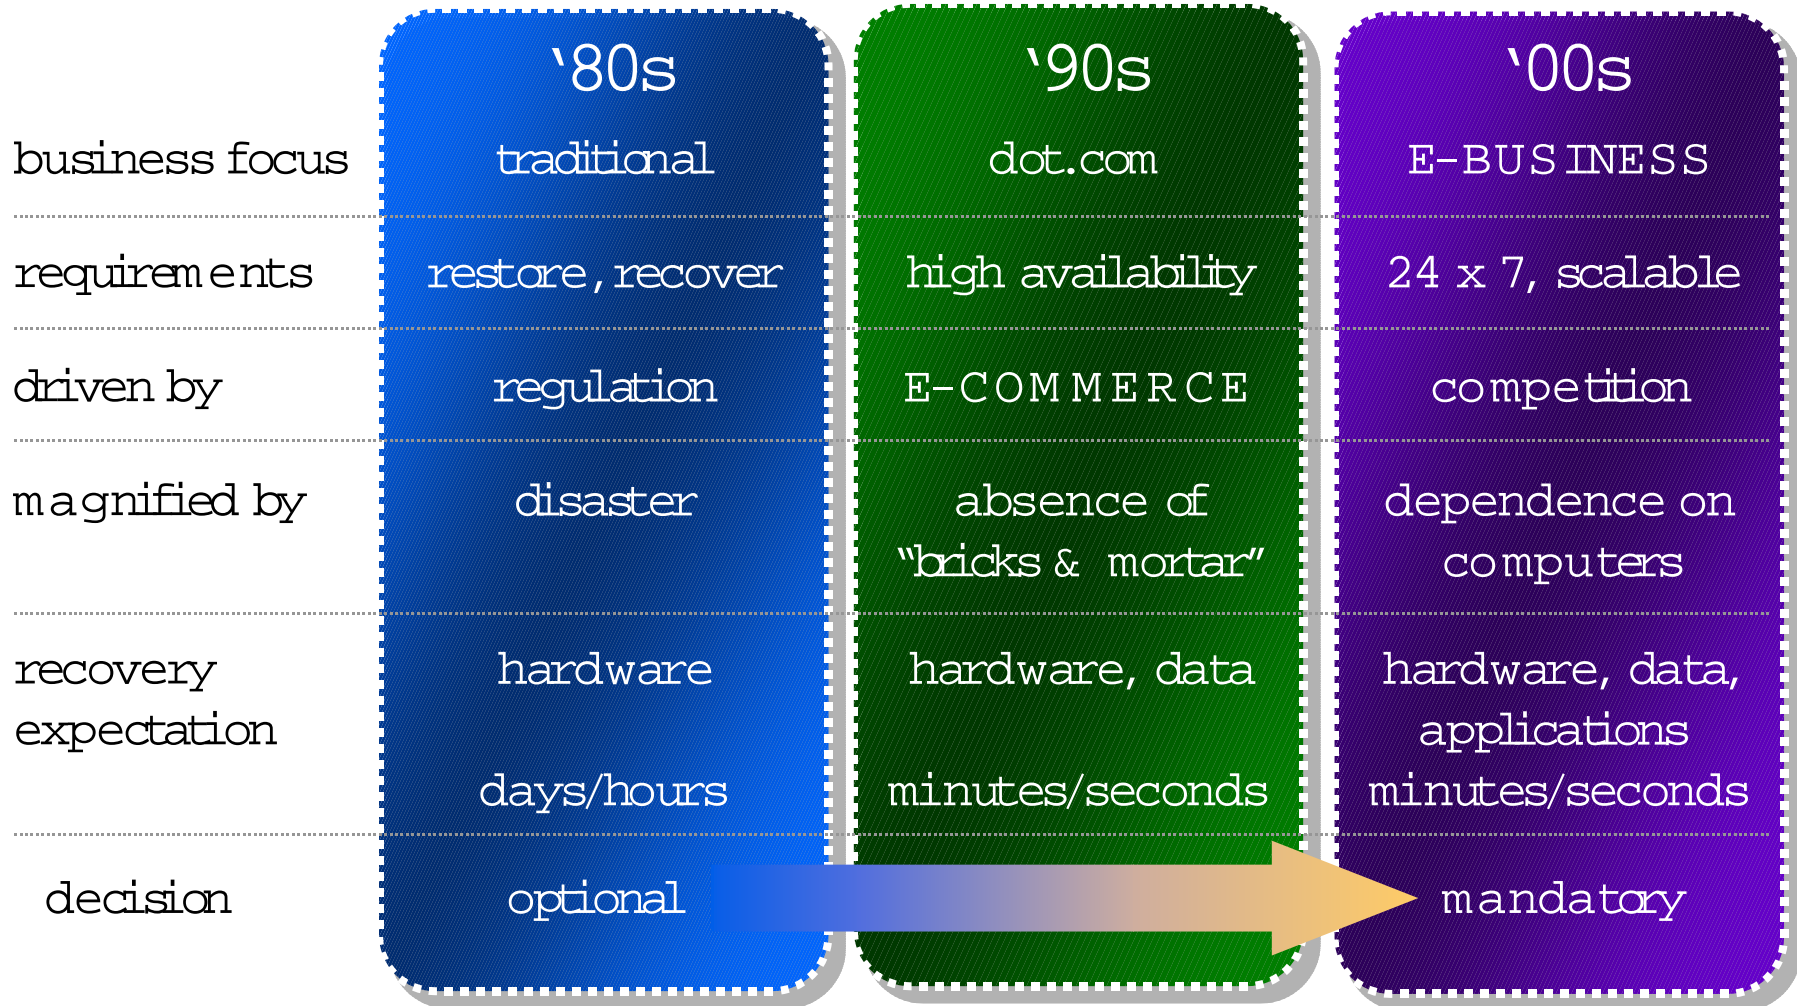 ‘80s ‘90s ‘00s
business focus traditional dot.com E-BUSINESS
requirements restore, recover high availability 24 x 7, scalable
driven by regulation E-COMMERCE competition
magnified by disaster absence of dependence on
“bricks & mortar” computers
recovery hardware hardware, data hardware, data,
expectation applications
days/hours minutes/seconds minutes/seconds
decision optional mandatory